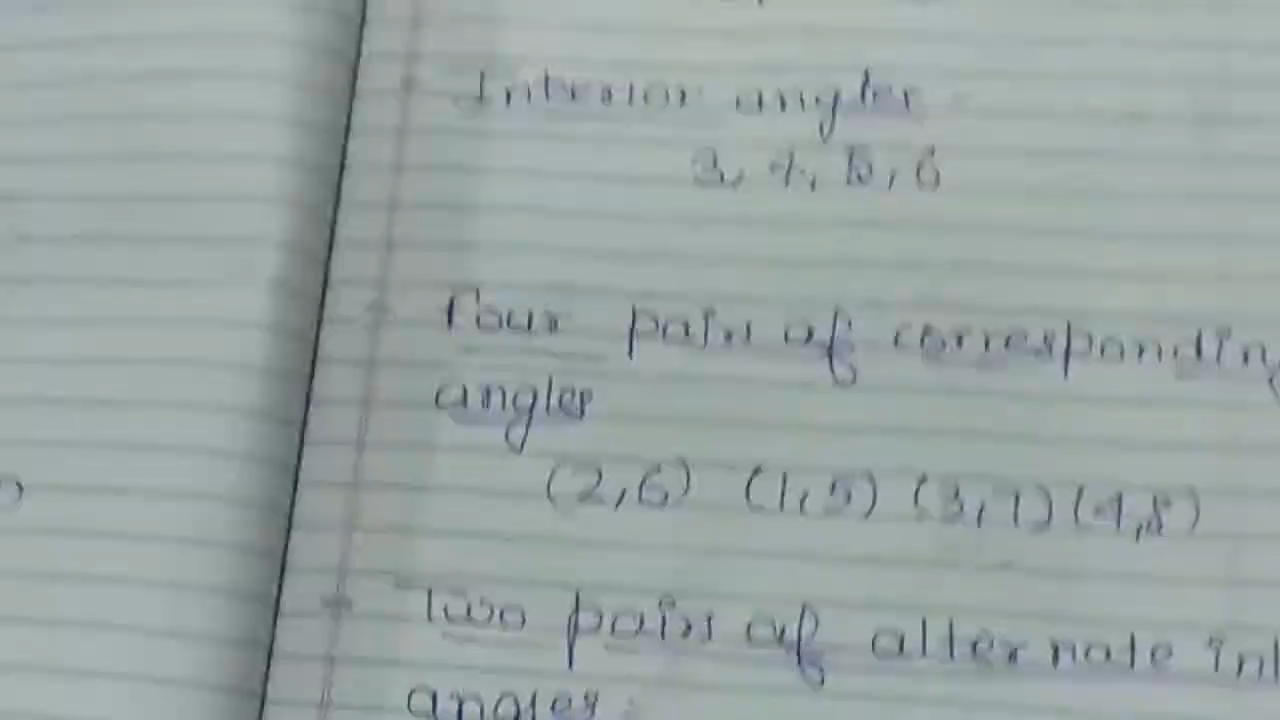 Interior angles
3, 4, 5, 6
Four pairs of corresponding
angles
(2,6) (1,5) (3,7) (4,8)
Two pairs of alternate int
angles: